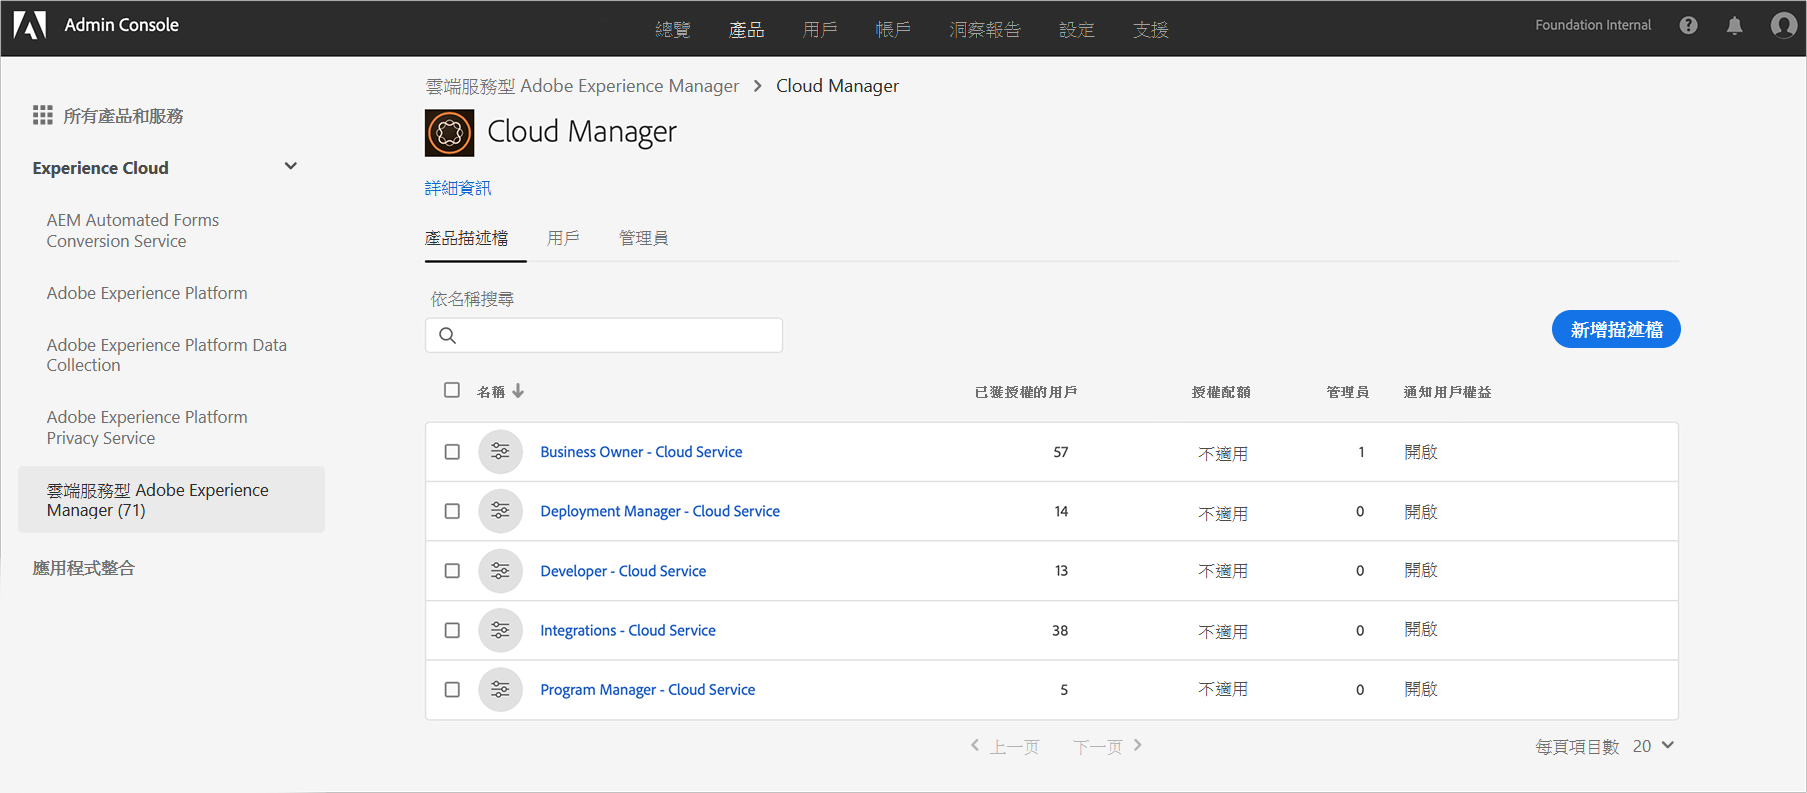 Admin Console
總覽 產品 用戶 帳戶 洞察報告 設定 支援
Foundation Internal
所有產品和服務
Experience Cloud
AEM Automated Forms
Conversion Service
Adobe Experience Platform
Adobe Experience Platform Data
Collection
Adobe Experience Platform
Privacy Service
雲端服務型 Adobe Experience
Manager (71)
應用程式整合
雲端服務型 Adobe Experience Manager > Cloud Manager
Cloud Manager
詳細資訊
產品描述檔 用戶 管理員
依名稱搜尋
新增描述檔
名稱 已獲授權的用戶 授權配額 管理員 通知用戶權益
Business Owner - Cloud Service 57 不適用 1 開啟
Deployment Manager - Cloud Service 14 不適用 0 開啟
Developer - Cloud Service 13 不適用 0 開啟
Integrations - Cloud Service 38 不適用 0 開啟
Program Manager - Cloud Service 5 不適用 0 開啟
上一页 下一页 每頁項目數 20